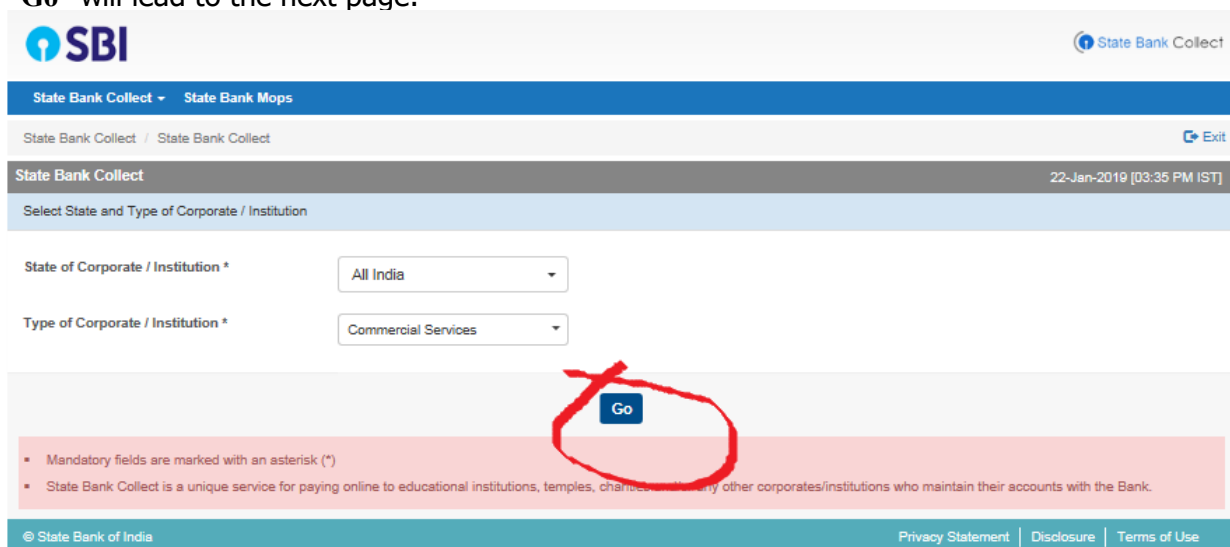 "Go" will lead to the next page.
SBI
State Bank Collect
State Bank Collect State Bank Mops
State Bank Collect / State Bank Collect
Exit
State Bank Collect
22-Jan-2019 [03:35 PM IST]
Select State and Type of Corporate / Institution
State of Corporate / Institution *
All India
Type of Corporate / Institution *
Commercial Services
Go
Mandatory fields are marked with an asterisk (*)
State Bank Collect is a unique service for paying online to educational institutions, temples, any other corporates/institutions who maintain their accounts with the Bank.
© State Bank of India
Privacy Statement | Disclosure | Terms of Use